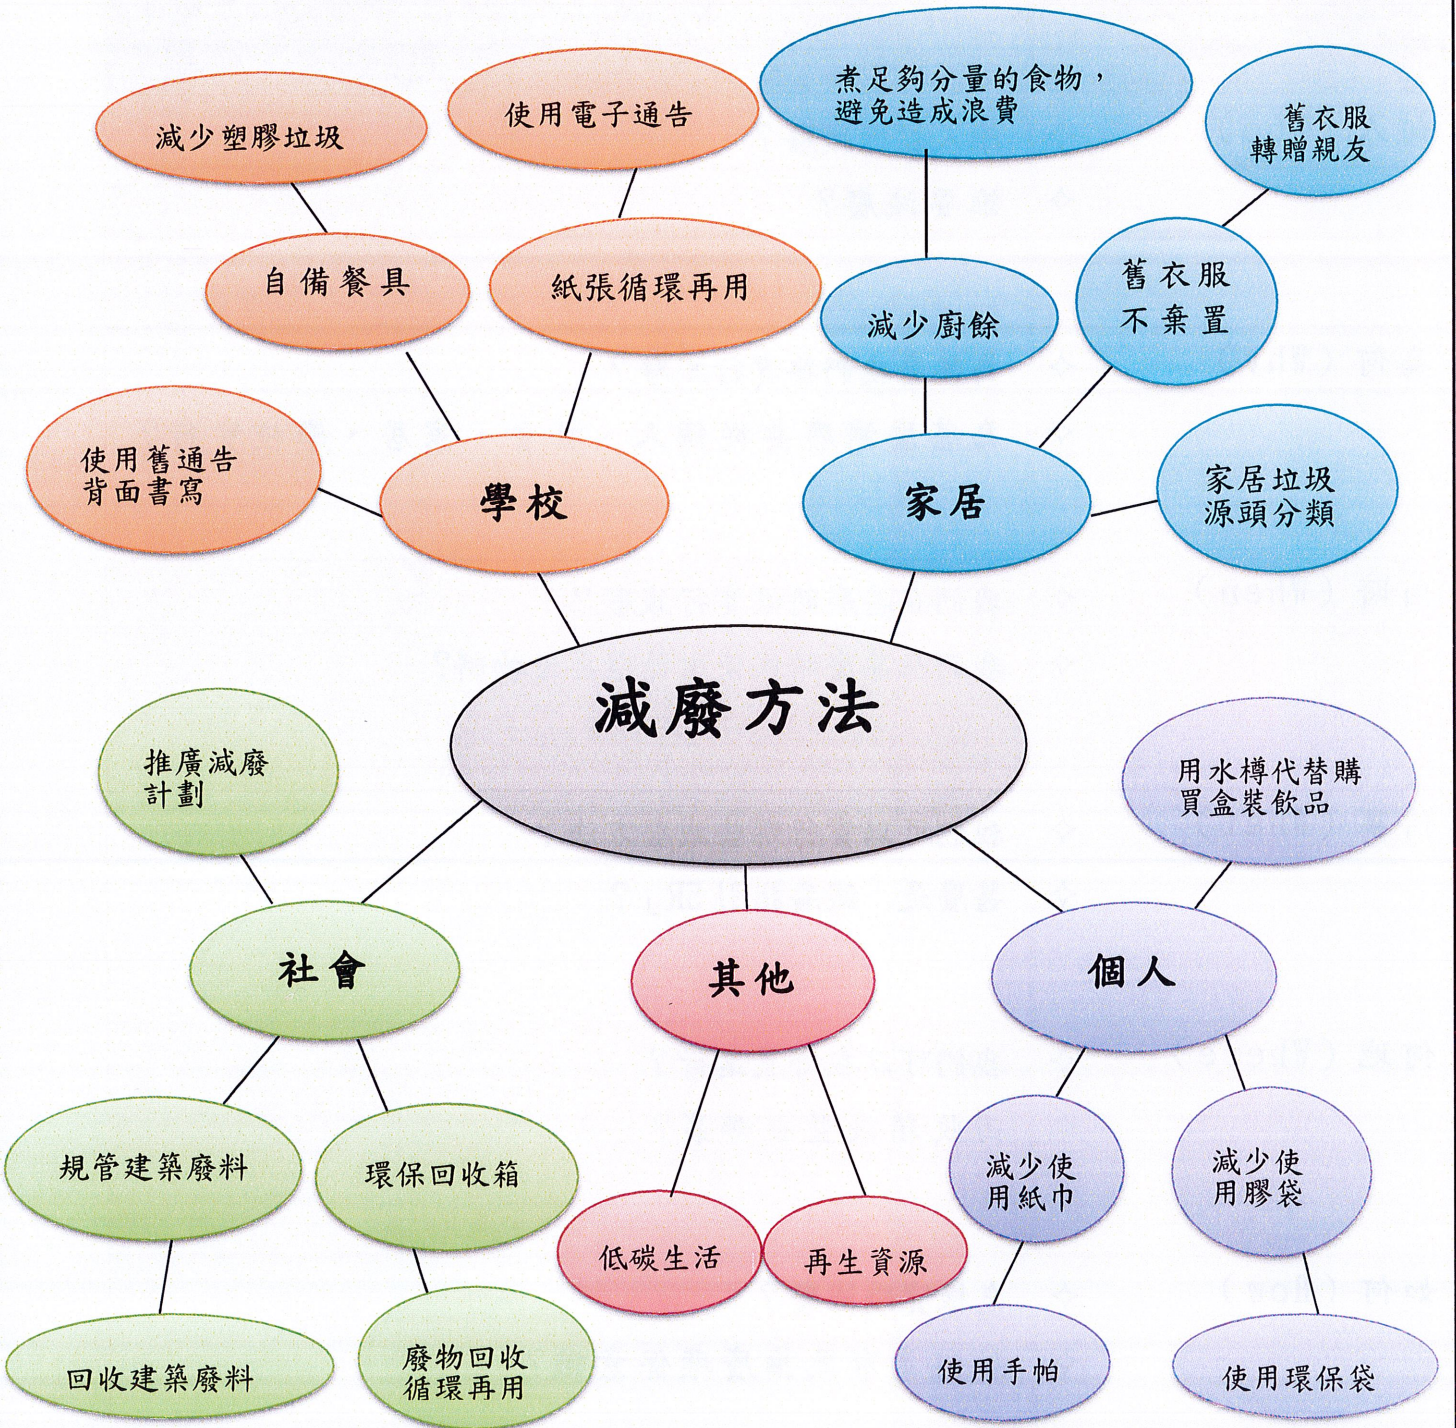 減少塑膠垃圾
使用電子通告
煮足夠分量的食物，
避免造成浪費
舊衣服
轉贈親友
自備餐具
紙張循環再用
減少廚餘
舊衣服
不棄置
使用舊通告
背面書寫
學校
家居
家居垃圾
源頭分類
減廢方法
推廣減廢
計劃
用水樽代替購
買盒裝飲品
社會
其他
個人
規管建築廢料
環保回收箱
減少使
用紙巾
減少使
用膠袋
低碳生活
再生資源
回收建築廢料
廢物回收
循環再用
使用手帕
使用環保袋